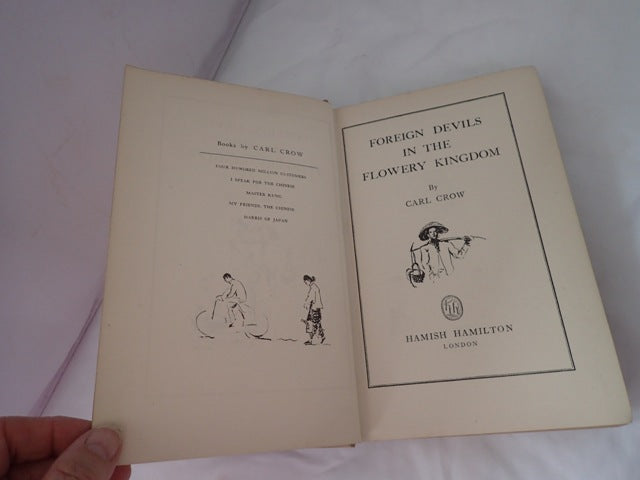 Books by CARL CROW
FOUR HUNDRED MILLION CUSTOMERS
I SPEAK FOR THE CHINESE
MASTER KUNG
MY FRIENDS, THE CHINESE
HARRIS OF JAPAN
FOREIGN DEVILS
IN THE
FLOWERY KINGDOM
By
CARL CROW
HAMISH HAMILTON
LONDON